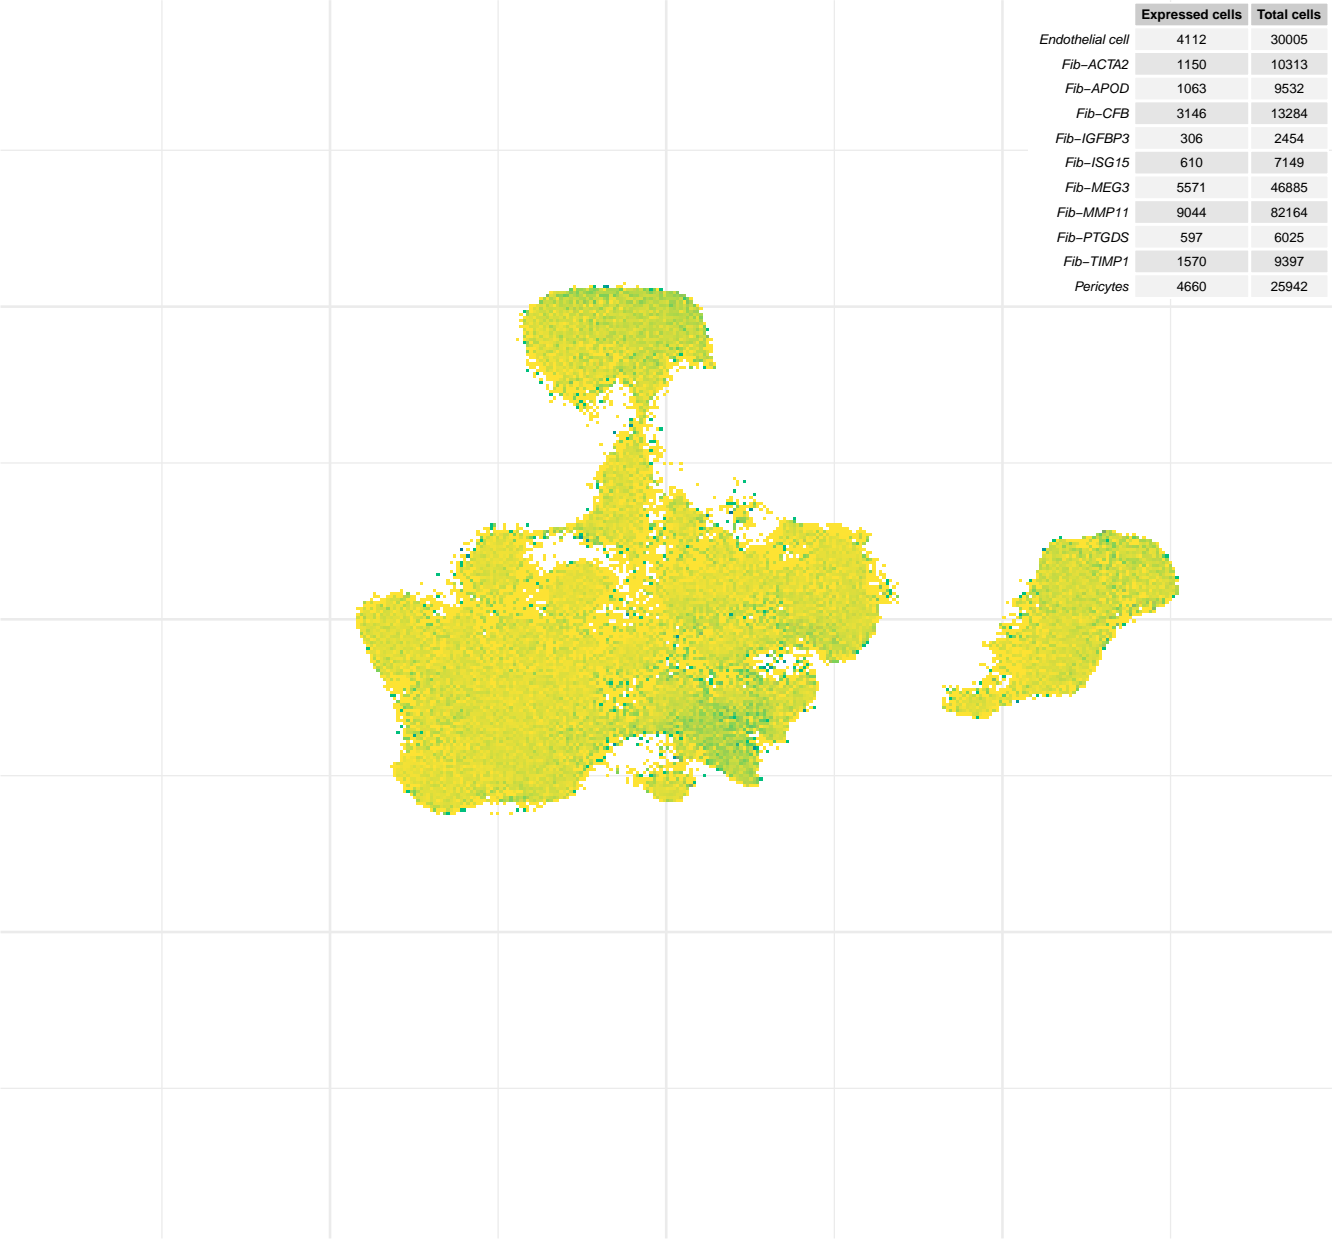 Expressed cells Total cells
Endothelial cell 4112 30005
Fib−ACTA2 1150 10313
Fib−APOD 1063 9532
Fib−CFB 3146 13284
Fib−IGFBP3 306 2454
Fib−ISG15 610 7149
Fib−MEG3 5571 46885
Fib−MMP11 9044 82164
Fib−PTGDS 597 6025
Fib−TIMP1 1570 9397
Pericytes 4660 25942